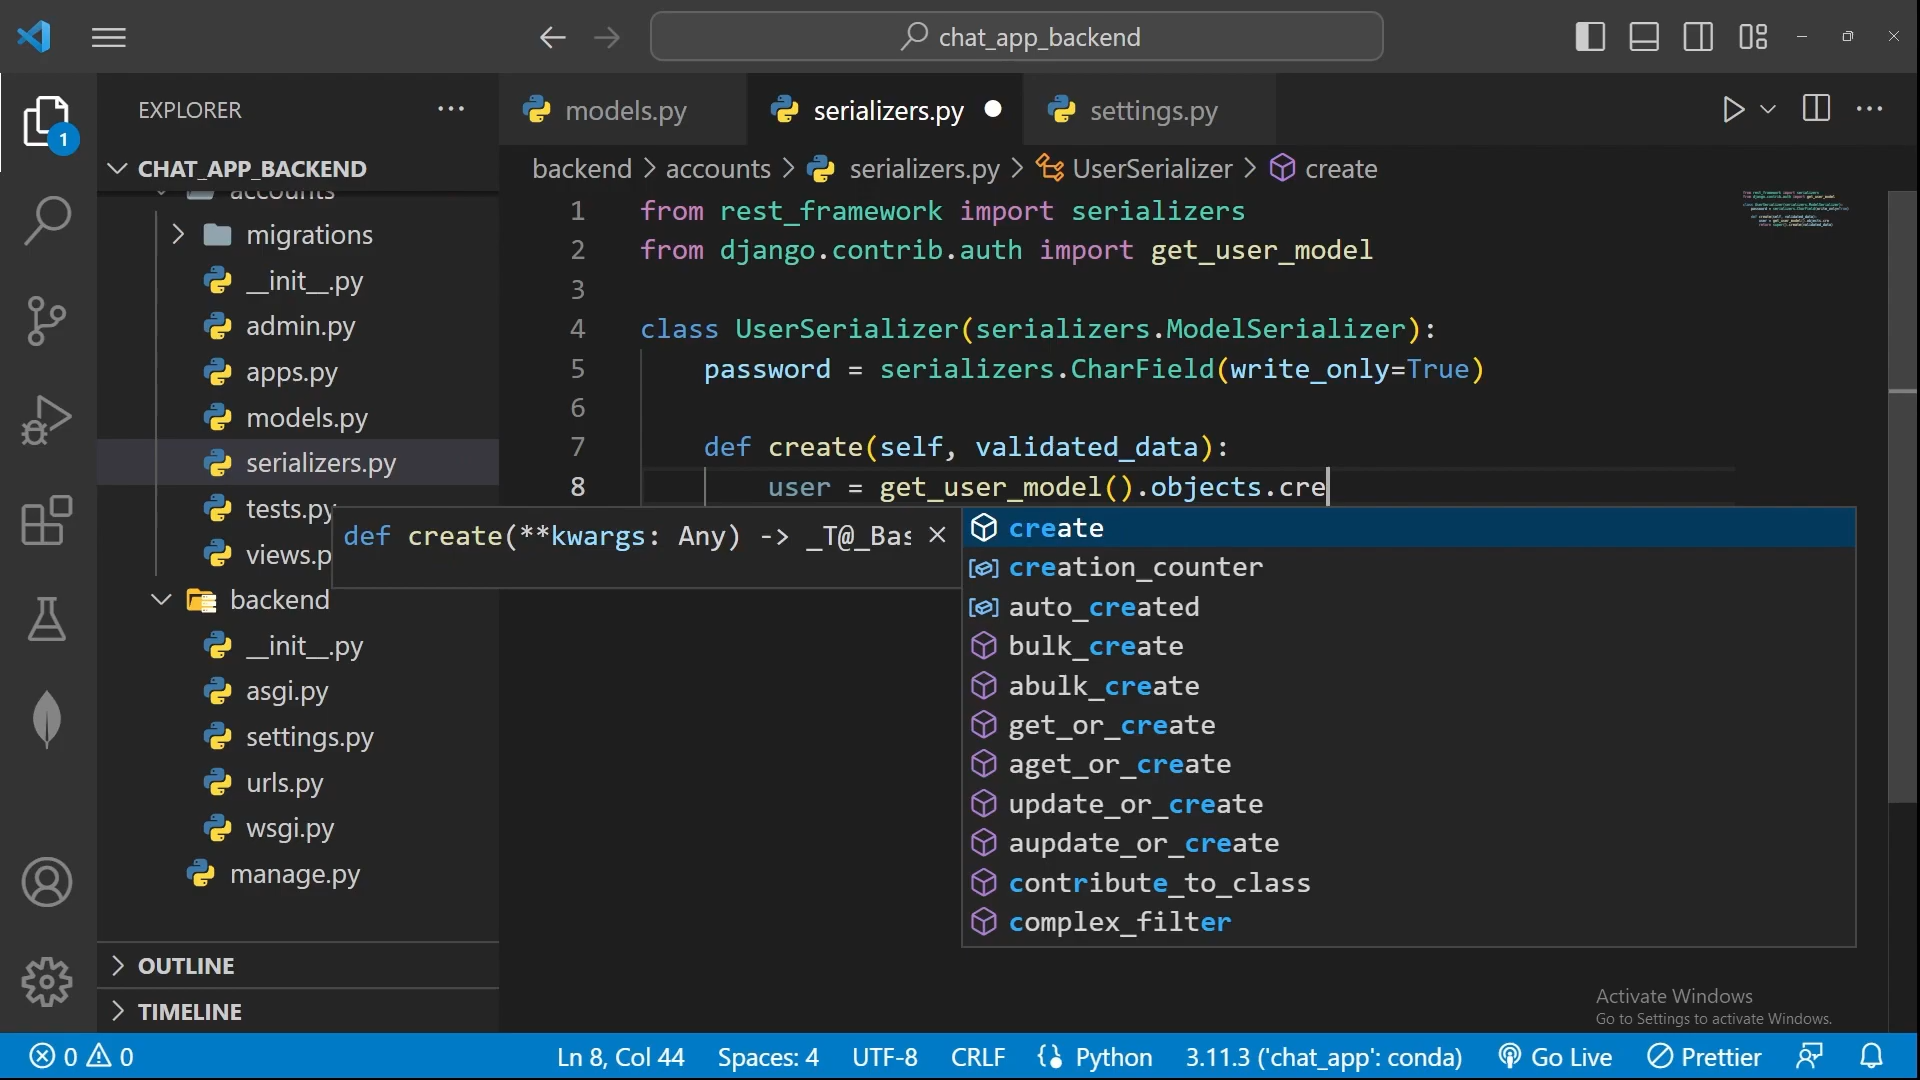 chat_app_backend
EXPLORER
CHAT_APP_BACKEND
accounts
migrations
__init__.py
admin.py
apps.py
models.py
serializers.py
tests.py
views.p
backend
__init__.py
asgi.py
settings.py
urls.py
wsgi.py
manage.py
OUTLINE
TIMELINE
1
models.py
serializers.py
settings.py
backend > accounts > serializers.py > UserSerializer > create
1 from rest_framework import serializers
2 from django.contrib.auth import get_user_model
3
4 class UserSerializer(serializers.ModelSerializer):
5 password = serializers.CharField(write_only=True)
6
7 def create(self, validated_data):
8 user = get_user_model().objects.cre
def create(**kwargs: Any) -> _T@_Bas
create
creation_counter
auto_created
bulk_create
abulk_create
get_or_create
aget_or_create
update_or_create
aupdate_or_create
contribute_to_class
complex_filter
Activate Windows
Go to Settings to activate Windows.
0 0 Ln 8, Col 44 Spaces: 4 UTF-8 CRLF Python 3.11.3 ('chat_app': conda) Go Live Prettier